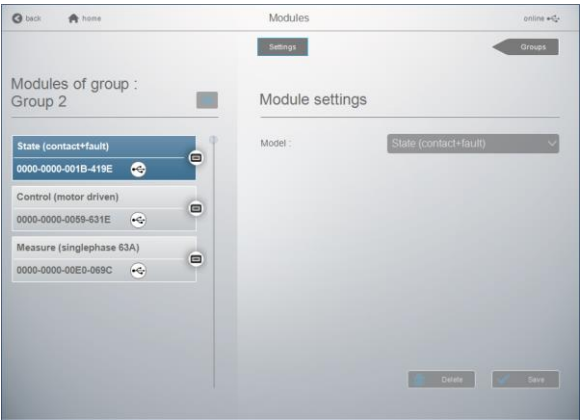 back
home
Modules
online
Settings
Groups
Modules of group :
Group 2
Module settings
State (contact+fault)
0000-0000-001B-419E
Control (motor driven)
0000-0000-0059-631E
Measure (singlephase 63A)
0000-0000-00E0-069C
Model :
State (contact+fault)
Delete
Save